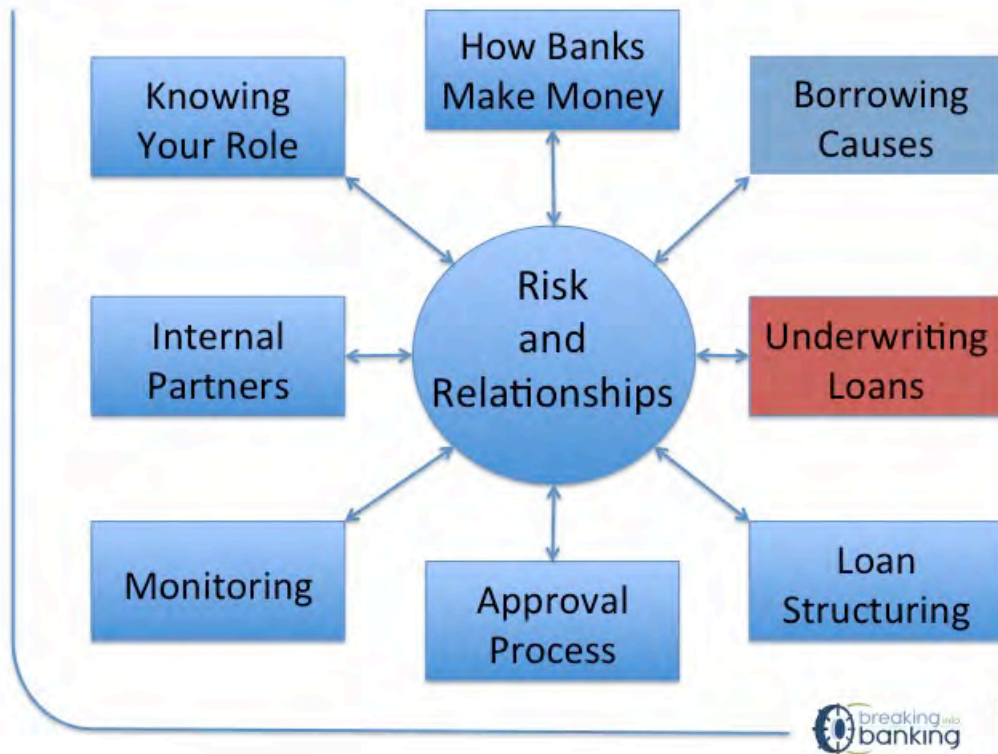 How Banks
Make Money
Knowing
Your Role
Borrowing
Causes
Risk
and
Relationships
Internal
Partners
Underwriting
Loans
Monitoring
Approval
Process
Loan
Structuring
breaking into
banking